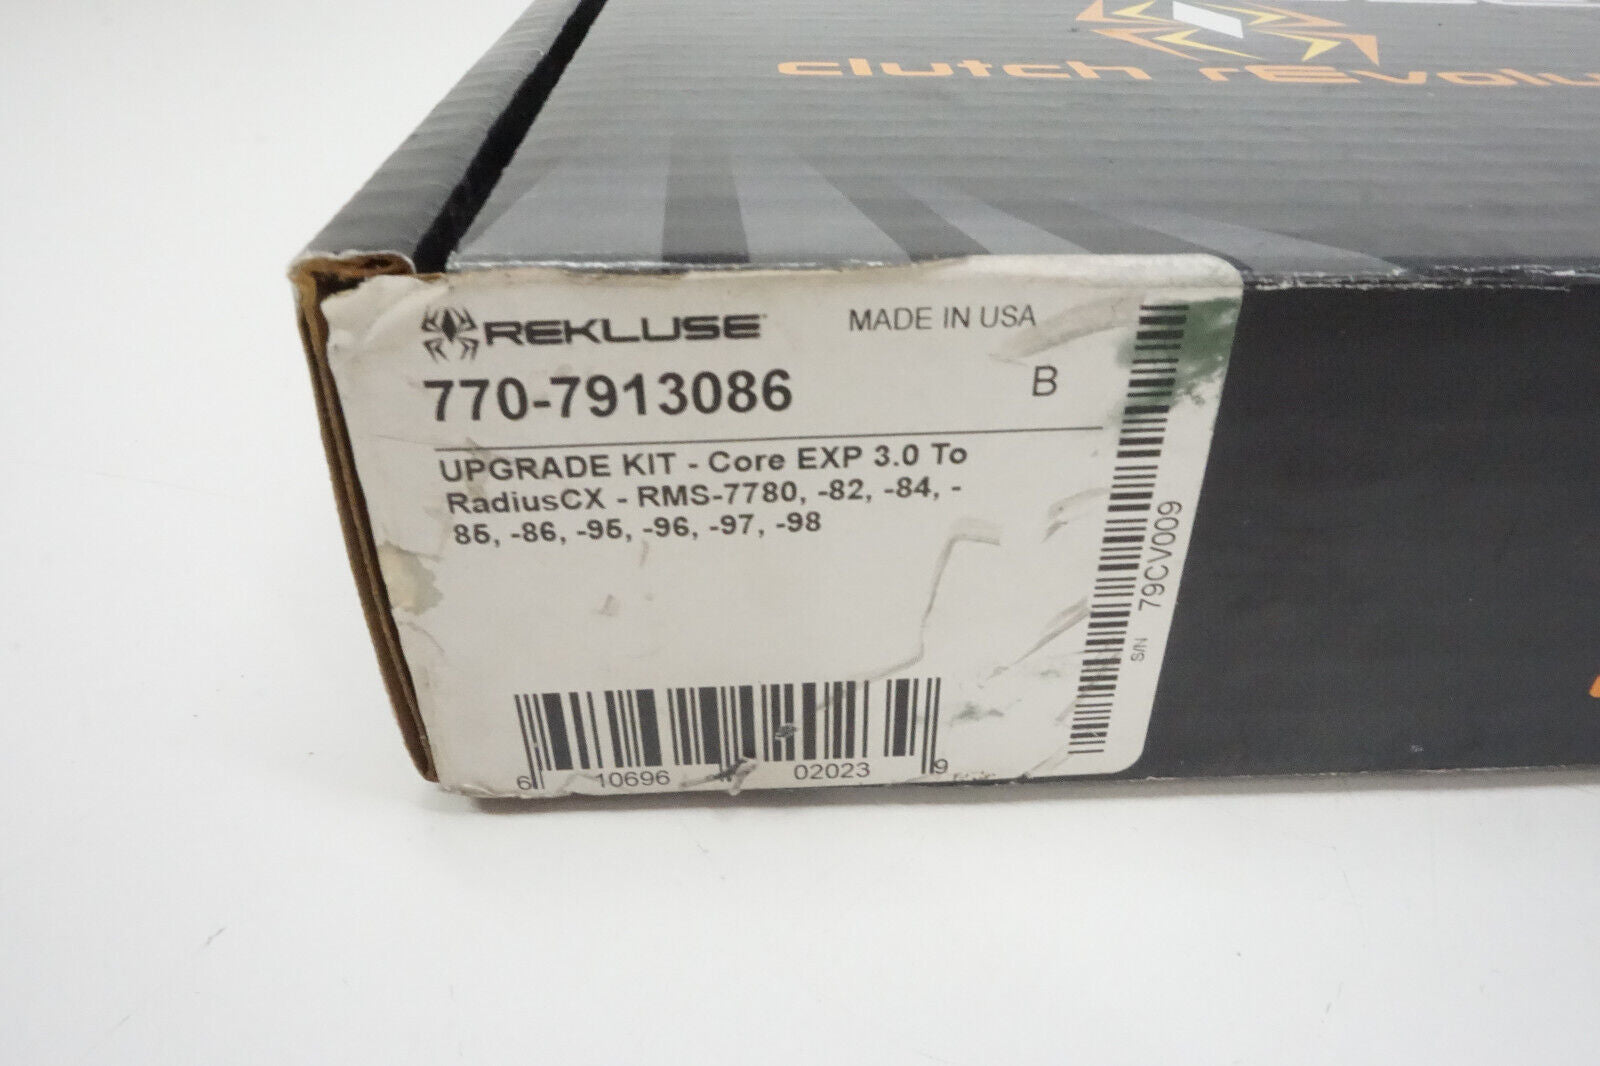 clutch rEvolu
REKLUSE
MADE IN USA
770-7913086
B
UPGRADE KIT - Core EXP 3.0 To
RadiusCX - RMS-7780, -82, -84, -
85, -86, -95, -96, -97, -98
S/N 79CV009
6 10696 02023 9